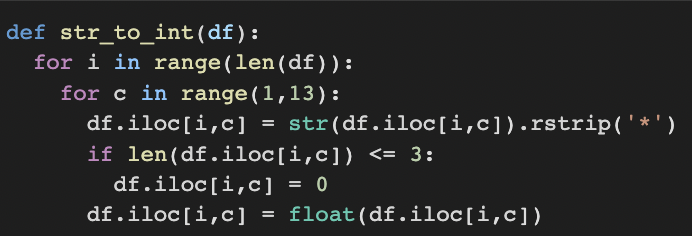 def str_to_int(df):
  for i in range(len(df)):
    for c in range(1,13):
      df.iloc[i,c] = str(df.iloc[i,c]).rstrip('*')
      if len(df.iloc[i,c]) <= 3:
        df.iloc[i,c] = 0
      df.iloc[i,c] = float(df.iloc[i,c])